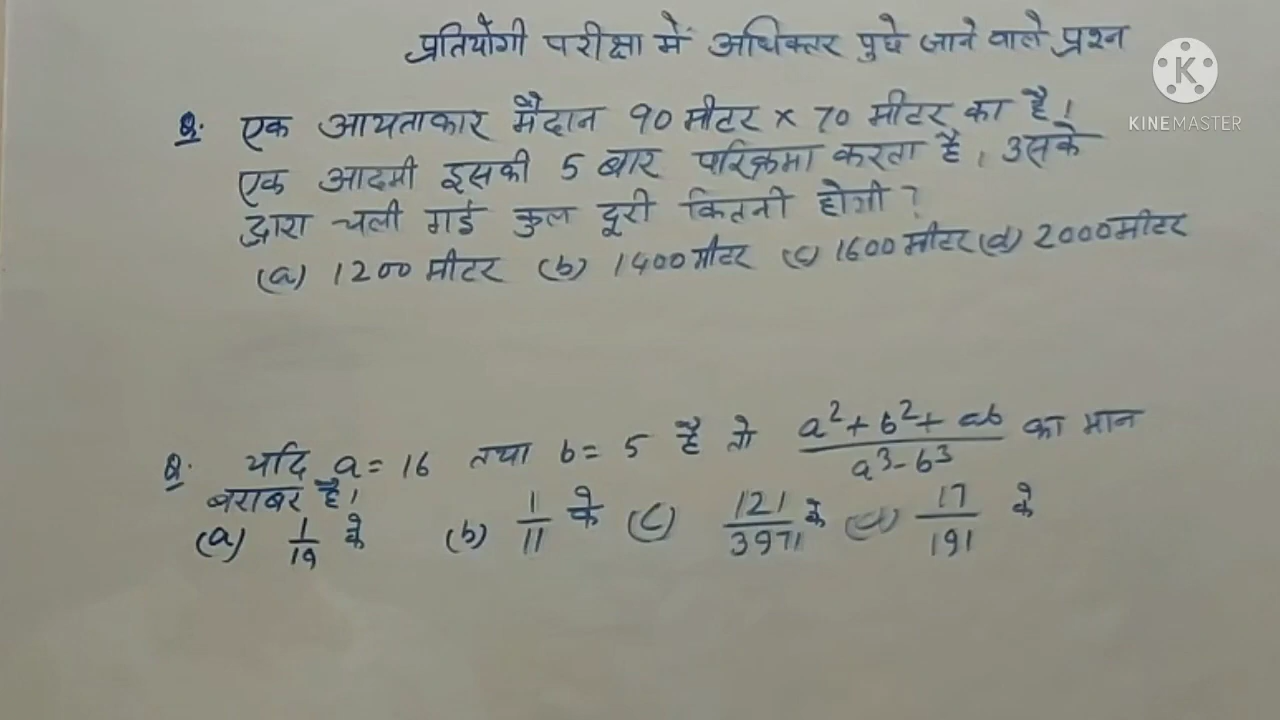 प्रतियोगी परीक्षा में अधिक्तर पुछे जाने वाले प्रश्न
K
KINEMASTER
Q. एक आयताकार मैदान 90 मीटर × 70 मीटर का है।
एक आदमी इसकी 5 बार परिक्रमा करता है, उसके
द्वारा चली गई कुल दूरी कितनी होगी?
(a) 1200 मीटर (b) 1400 मीटर (c) 1600 मीटर (d) 2000 मीटर
Q. यदि a = 16 तथा b = 5 है तो (a²+b²+ab)/(a³-b³) का मान
बराबर है।
(a) 1/19 के (b) 1/11 के (c) 121/3971 के (d) 17/191 के